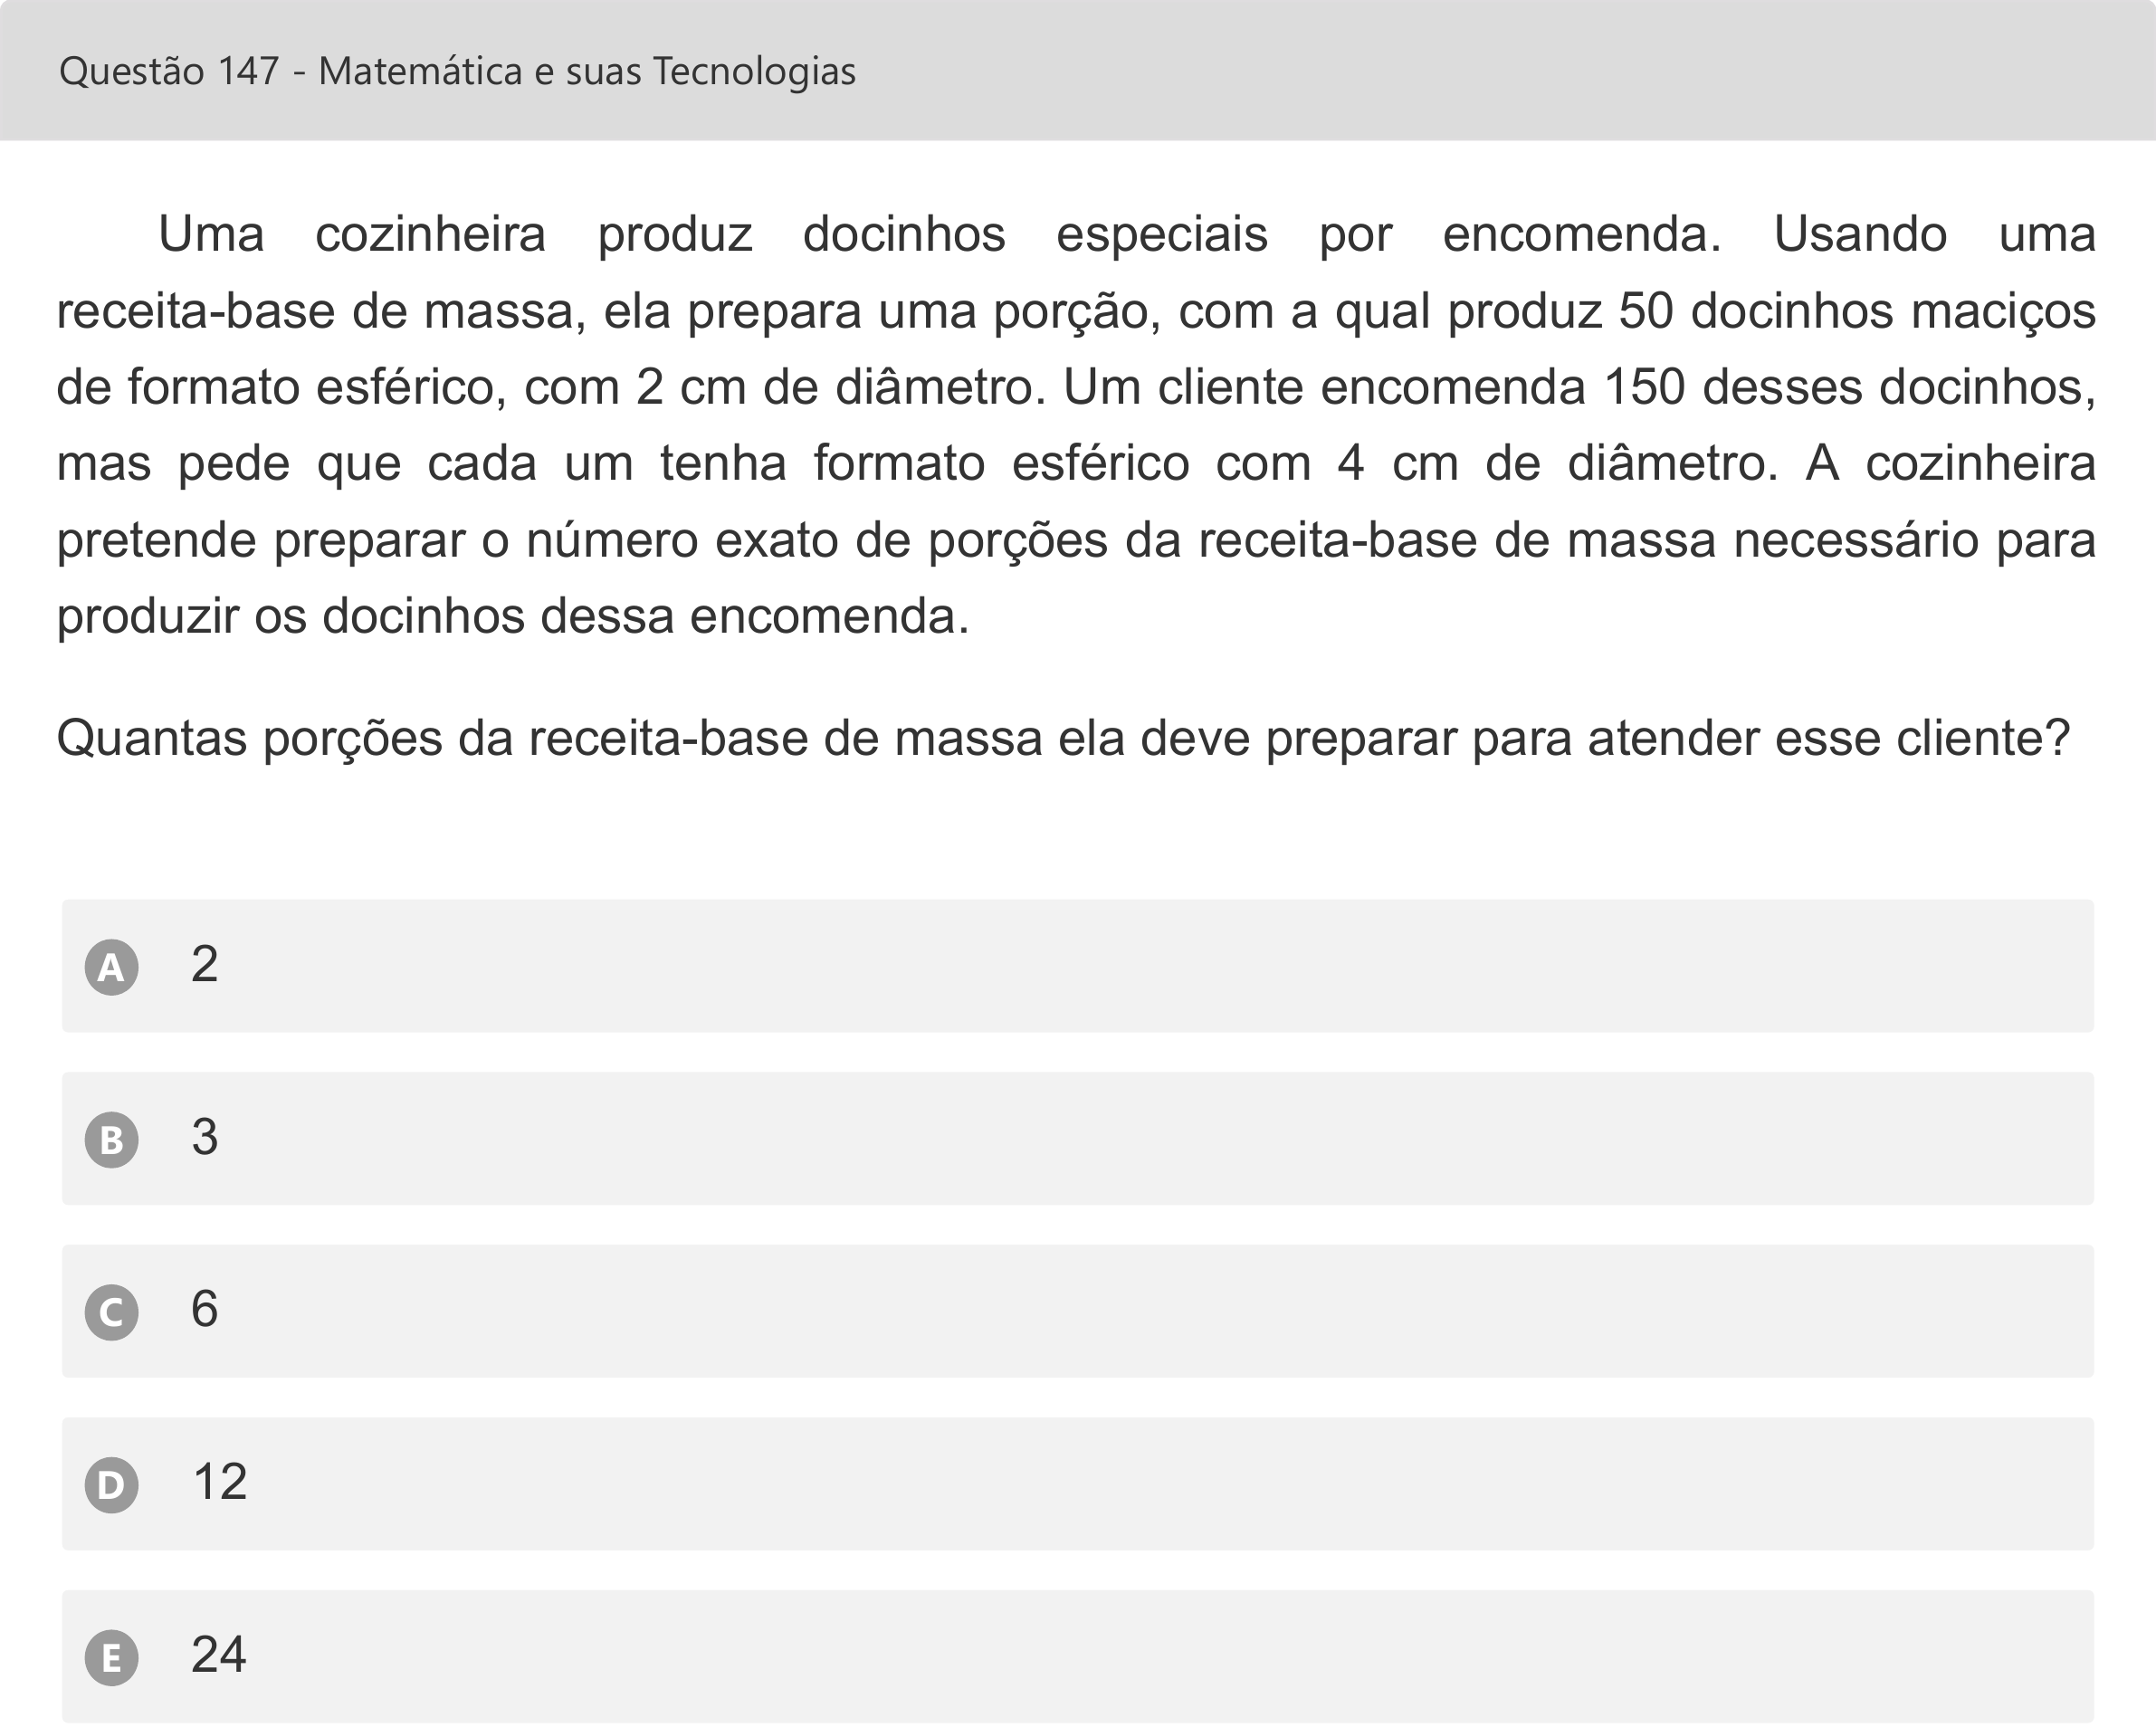 Questão 147 - Matemática e suas Tecnologias
Uma cozinheira produz docinhos especiais por encomenda. Usando uma
receita-base de massa, ela prepara uma porção, com a qual produz 50 docinhos maciços
de formato esférico, com 2 cm de diâmetro. Um cliente encomenda 150 desses docinhos,
mas pede que cada um tenha formato esférico com 4 cm de diâmetro. A cozinheira
pretende preparar o número exato de porções da receita-base de massa necessário para
produzir os docinhos dessa encomenda.
Quantas porções da receita-base de massa ela deve preparar para atender esse cliente?
A 2
B 3
C 6
D 12
E 24